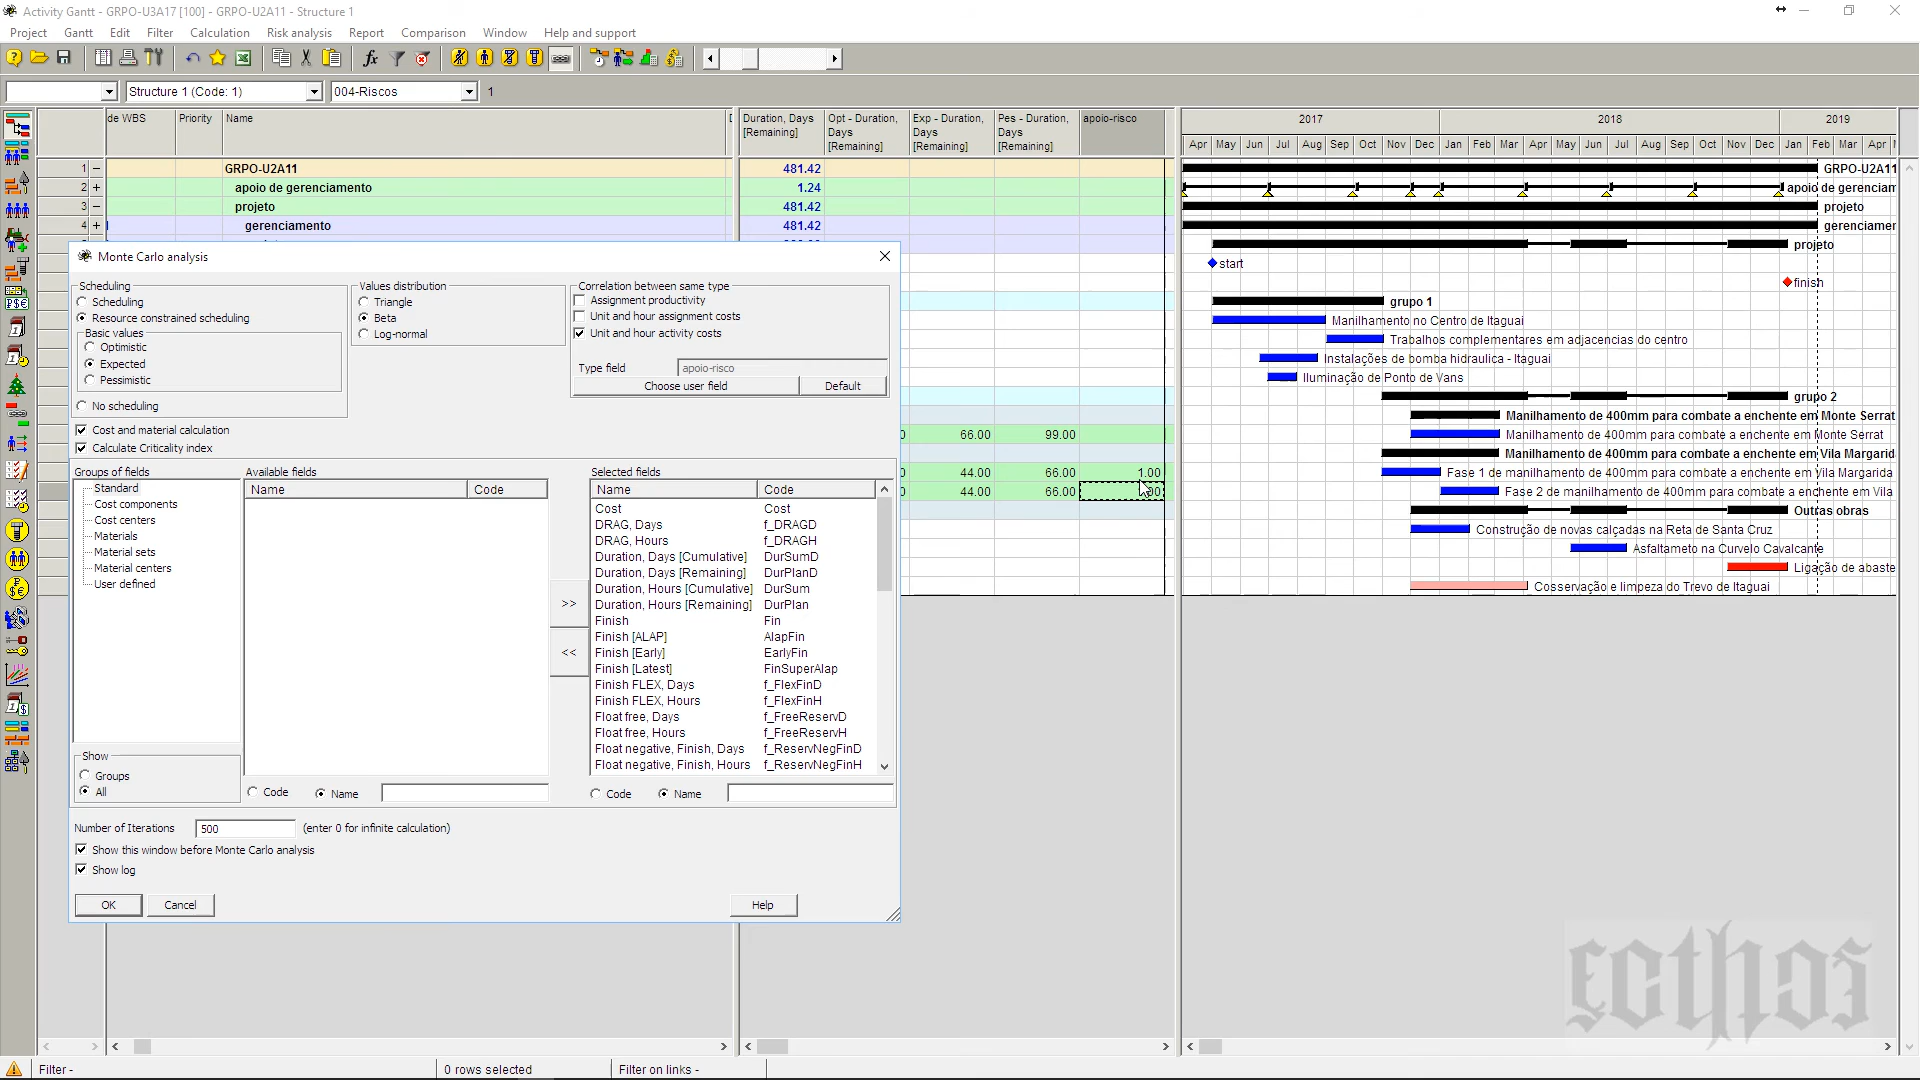 Activity Gantt - GRPO-U3A17 [100] - GRPO-U2A11 - Structure 1
Project Gantt Edit Filter Calculation Risk analysis Report Comparison Window Help and support
Structure 1 (Code: 1) 004-Riscos 1
de WBS Priority Name
Duration, Days [Remaining]
Opt - Duration, Days [Remaining]
Exp - Duration, Days [Remaining]
Pes - Duration, Days [Remaining]
apoio-risco
2017 2018 2019
Apr May Jun Jul Aug Sep Oct Nov Dec Jan Feb Mar Apr May Jun Jul Aug Sep Oct Nov Dec Jan Feb Mar Apr
1 GRPO-U2A11 481.42 GRPO-U2A11
2 apoio de gerenciamento 1.24 apoio de gerenciam
3 projeto 481.42 projeto
4 gerenciamento 481.42 gerenciamer
projeto
start
finish
grupo 1
Manilhamento no Centro de Itaguai
Trabalhos complementares em adjacencias do centro
Instalações de bomba hidraulica - Itaguai
Iluminação de Ponto de Vans
grupo 2
Manilhamento de 400mm para combate a enchente em Monte Serrat
66.00 99.00 Manilhamento de 400mm para combate a enchente em Monte Serrat
Manilhamento de 400mm para combate a enchente em Vila Margarid
44.00 66.00 1.00 Fase 1 de manilhamento de 400mm para combate a enchente em Vila Margarida
44.00 66.00 Fase 2 de manilhamento de 400mm para combate a enchente em Vila
Outras obras
Construção de novas calçadas na Reta de Santa Cruz
Asfaltameto na Curvelo Cavalcante
Ligação de abaste
Cosservação e limpeza do Trevo de Itaguai
Monte Carlo analysis
Scheduling
Scheduling
Resource constrained scheduling
Basic values
Optimistic
Expected
Pessimistic
No scheduling
Values distribution
Triangle
Beta
Log-normal
Correlation between same type
Assignment productivity
Unit and hour assignment costs
Unit and hour activity costs
Type field apoio-risco
Choose user field Default
Cost and material calculation
Calculate Criticality index
Groups of fields
Standard
Cost components
Cost centers
Materials
Material sets
Material centers
User defined
Show
Groups
All
Available fields
Name Code
>>
<<
Code Name
Selected fields
Name Code
Cost Cost
DRAG, Days f_DRAGD
DRAG, Hours f_DRAGH
Duration, Days [Cumulative] DurSumD
Duration, Days [Remaining] DurPlanD
Duration, Hours [Cumulative] DurSum
Duration, Hours [Remaining] DurPlan
Finish Fin
Finish [ALAP] AlapFin
Finish [Early] EarlyFin
Finish [Latest] FinSuperAlap
Finish FLEX, Days f_FlexFinD
Finish FLEX, Hours f_FlexFinH
Float free, Days f_FreeReservD
Float free, Hours f_FreeReservH
Float negative, Finish, Days f_ReservNegFinD
Float negative, Finish, Hours f_ReservNegFinH
Code Name
Number of Iterations 500 (enter 0 for infinite calculation)
Show this window before Monte Carlo analysis
Show log
OK Cancel Help
Filter - 0 rows selected Filter on links -